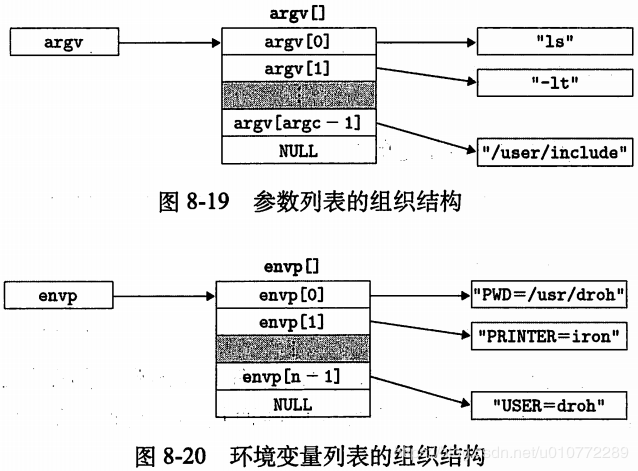 argv[]
argv
argv[0]
"ls"
argv[1]
"-lt"
argv[argc − 1]
NULL
"/user/include"
图 8-19 参数列表的组织结构
envp[]
envp
envp[0]
"PWD=/usr/droh"
envp[1]
"PRINTER=iron"
envp[n − 1]
NULL
"USER=droh"
图 8-20 环境变量列表的组织结构
sdn.net/u010772289